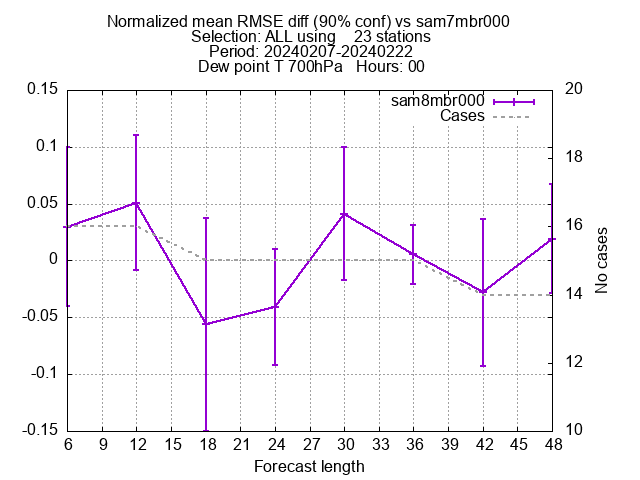 Normalized mean RMSE diff (90% conf) vs sam7mbr000
Selection: ALL using    23 stations
Period: 20240207-20240222
Dew point T 700hPa   Hours: 00
sam8mbr000
Cases
0.15
0.1
0.05
0
-0.05
-0.1
-0.15
20
18
16
14
12
10
No cases
6 9 12 15 18 21 24 27 30 33 36 39 42 45 48
Forecast length